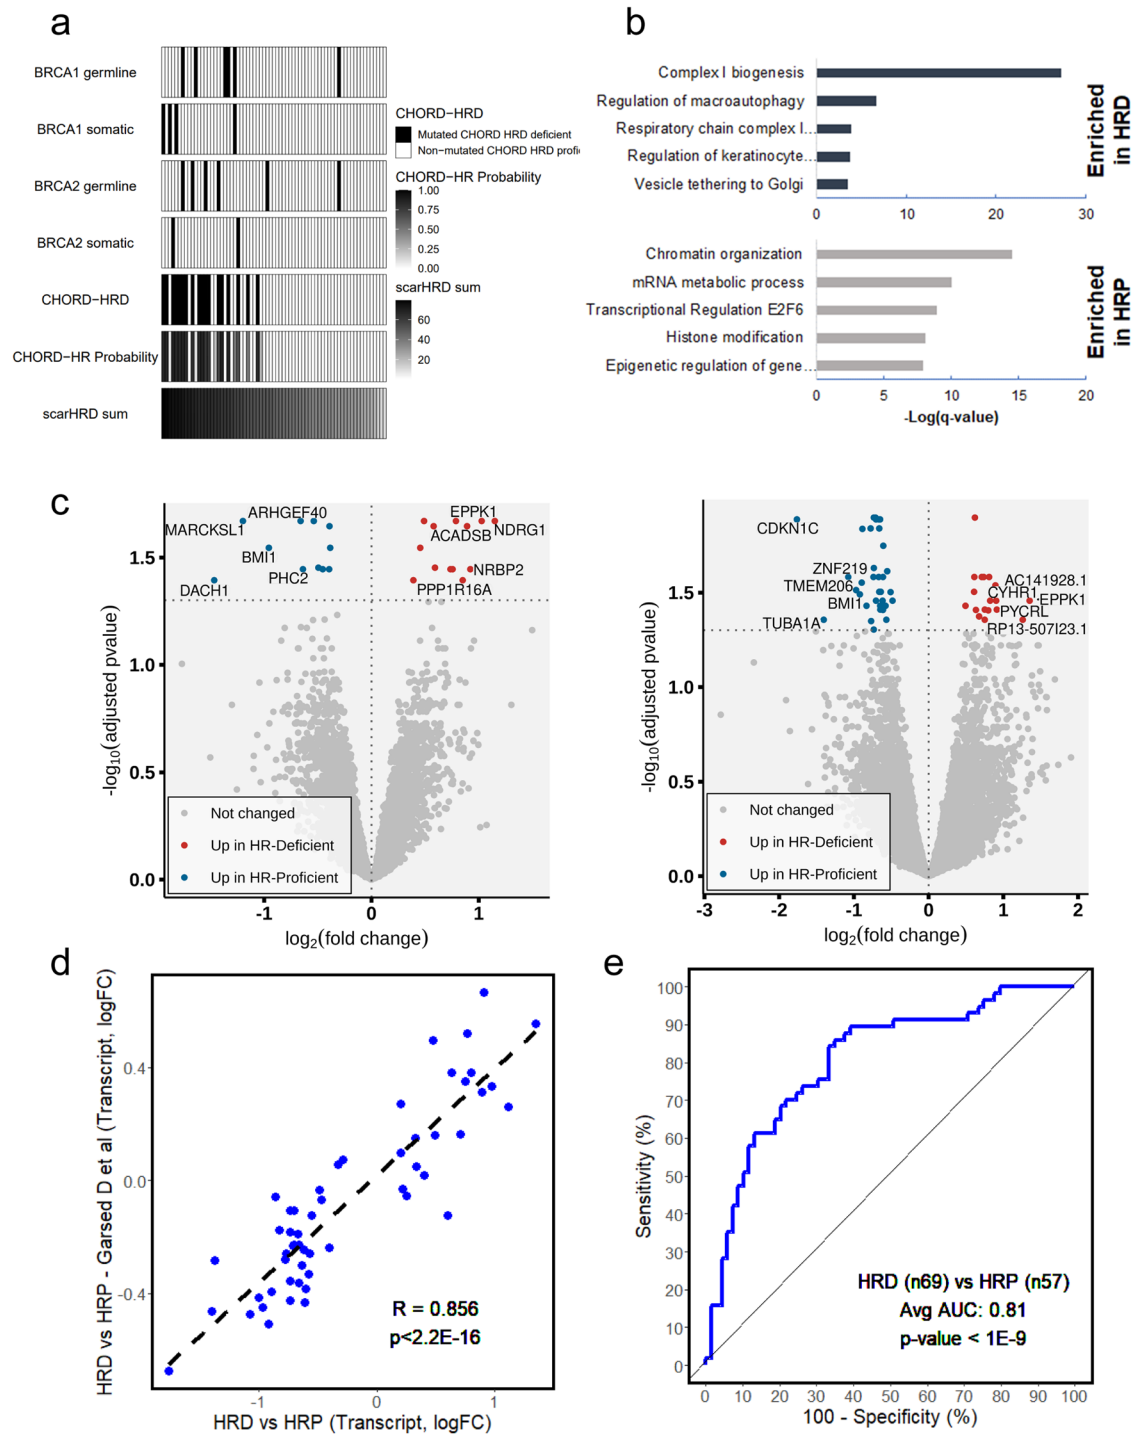 a
BRCA1 germline
BRCA1 somatic
BRCA2 germline
BRCA2 somatic
CHORD-HRD
CHORD-HR Probability
scarHRD sum
CHORD-HRD
Mutated CHORD HRD deficient
Non-mutated CHORD HRD profi
CHORD-HR Probability
1.00
0.75
0.50
0.25
0.00
scarHRD sum
60
40
20
b
Complex I biogenesis
Regulation of macroautophagy
Respiratory chain complex I...
Regulation of keratinocyte...
Vesicle tethering to Golgi
0 10 20 30
Enriched
in HRD
Chromatin organization
mRNA metabolic process
Transcriptional Regulation E2F6
Histone modification
Epigenetic regulation of gene...
0 5 10 15 20
-Log(q-value)
Enriched
in HRP
c
-log10(adjusted pvalue)
1.5
1.0
0.5
0.0
ARHGEF40
MARCKSL1
BMI1
PHC2
DACH1
EPPK1
ACADSB NDRG1
NRBP2
PPP1R16A
Not changed
Up in HR-Deficient
Up in HR-Proficient
-1 0 1
log2(fold change)
-log10(adjusted pvalue)
1.5
1.0
0.5
0.0
CDKN1C
ZNF219
TMEM206
BMI1
TUBA1A
AC141928.1
CYHR1 EPPK1
PYCRL
RP13-507I23.1
Not changed
Up in HR-Deficient
Up in HR-Proficient
-3 -2 -1 0 1 2
log2(fold change)
d
HRD vs HRP - Garsed D et al (Transcript, logFC)
0.4
0.0
-0.4
R = 0.856
p<2.2E-16
-1 0 1
HRD vs HRP (Transcript, logFC)
e
Sensitivity (%)
100
90
80
70
60
50
40
30
20
10
0
HRD (n69) vs HRP (n57)
Avg AUC: 0.81
p-value < 1E-9
0 10 20 30 40 50 60 70 80 90 100
100 - Specificity (%)